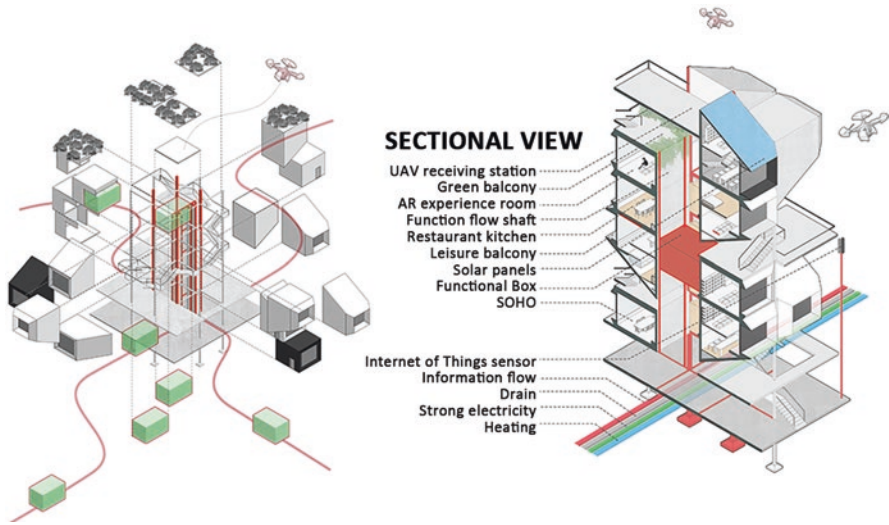 SECTIONAL VIEW
UAV receiving station
Green balcony
AR experience room
Function flow shaft
Restaurant kitchen
Leisure balcony
Solar panels
Functional Box
SOHO
Internet of Things sensor
Information flow
Drain
Strong electricity
Heating